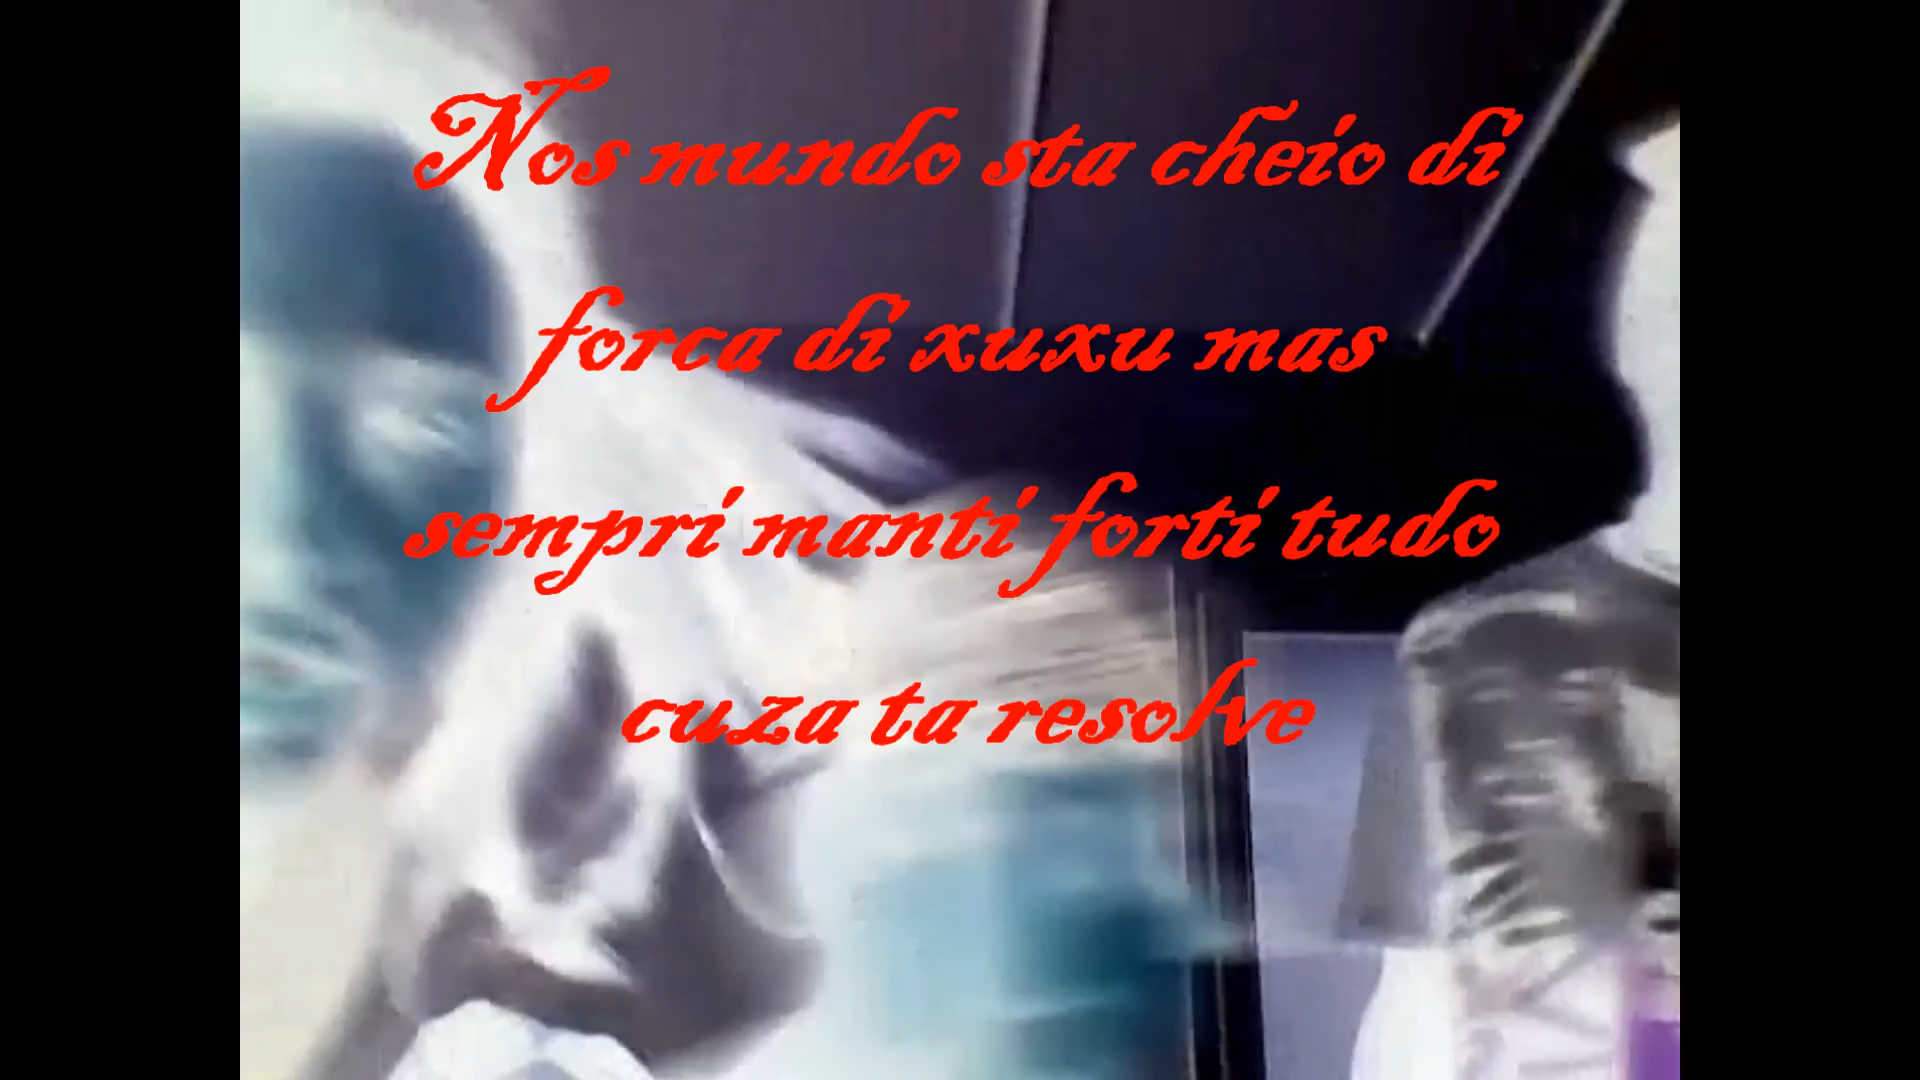 Nos mundo sta cheio di
forca di xuxu mas
sempri manti forti tudo
cuza ta resolve